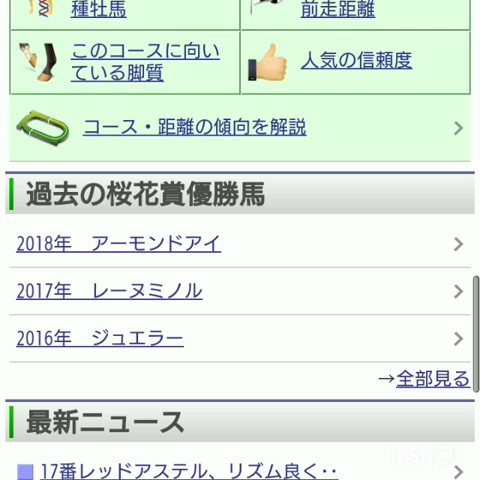 種牡馬
前走距離
このコースに向い
ている脚質
人気の信頼度
コース・距離の傾向を解説
過去の桜花賞優勝馬
2018年 アーモンドアイ
2017年 レーヌミノル
2016年 ジュエラー
→全部見る
最新ニュース
InShOt
17番レッドアステル、リズム良く‥